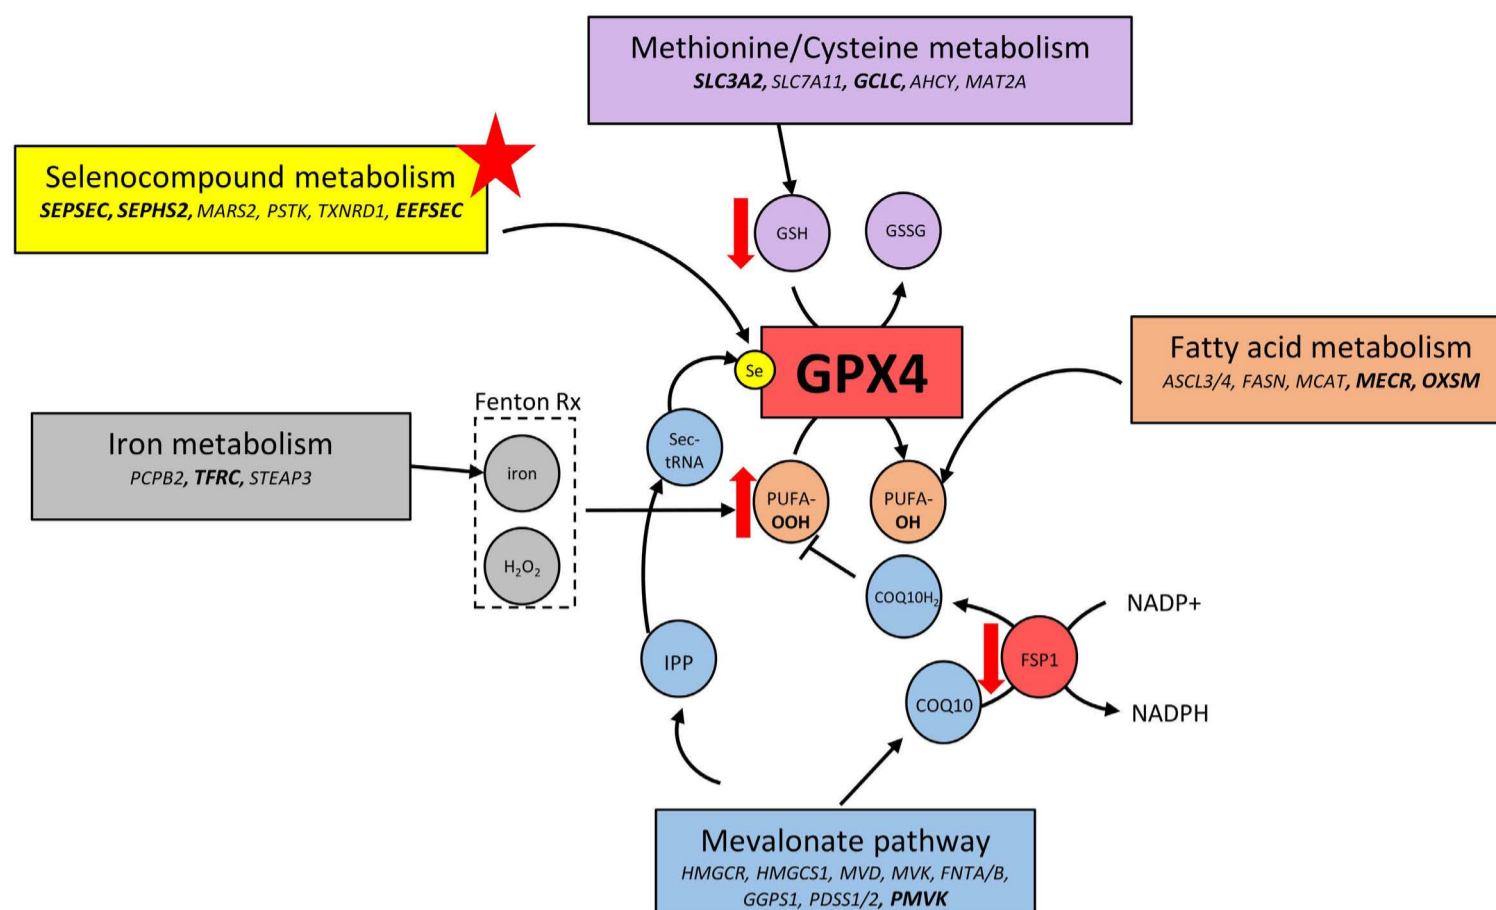 Methionine/Cysteine metabolism
SLC3A2, SLC7A11, GCLC, AHCY, MAT2A
Selenocompound metabolism
SEPSEC, SEPHS2, MARS2, PSTK, TXNRD1, EEFSEC
GSH
GSSG
Fatty acid metabolism
ASCL3/4, FASN, MCAT, MECR, OXSM
Se
GPX4
Fenton Rx
Iron metabolism
PCPB2, TFRC, STEAP3
iron
H₂O₂
Sec-
tRNA
PUFA-
OOH
PUFA-
OH
COQ10H₂
NADP+
FSP1
IPP
COQ10
NADPH
Mevalonate pathway
HMGCR, HMGCS1, MVD, MVK, FNTA/B,
GGPS1, PDSS1/2, PMVK